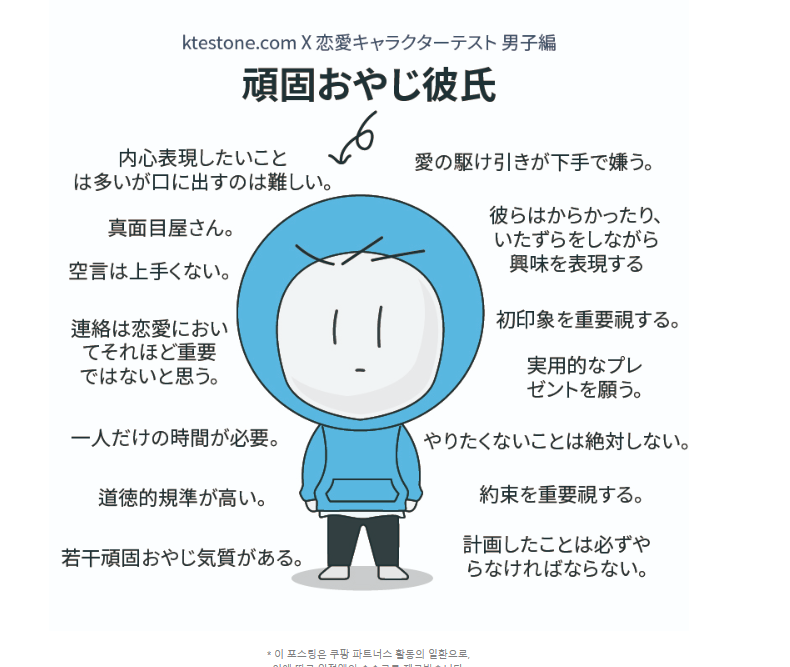 ktestone.com X 恋愛キャラクターテスト 男子編
頑固おやじ彼氏
内心表現したいこと
は多いが口に出すのは難しい。
真面目屋さん。
空言は上手くない。
連絡は恋愛におい
てそれほど重要
ではないと思う。
一人だけの時間が必要。
道徳的規準が高い。
若干頑固おやじ気質がある。
愛の駆け引きが下手で嫌う。
彼らはからかったり、
いたずらをしながら
興味を表現する
初印象を重要視する。
実用的なプレ
ゼントを願う。
やりたくないことは絶対しない。
約束を重要視する。
計画したことは必ずや
らなければならない。
* 이 포스팅은 쿠팡 파트너스 활동의 일환으로,